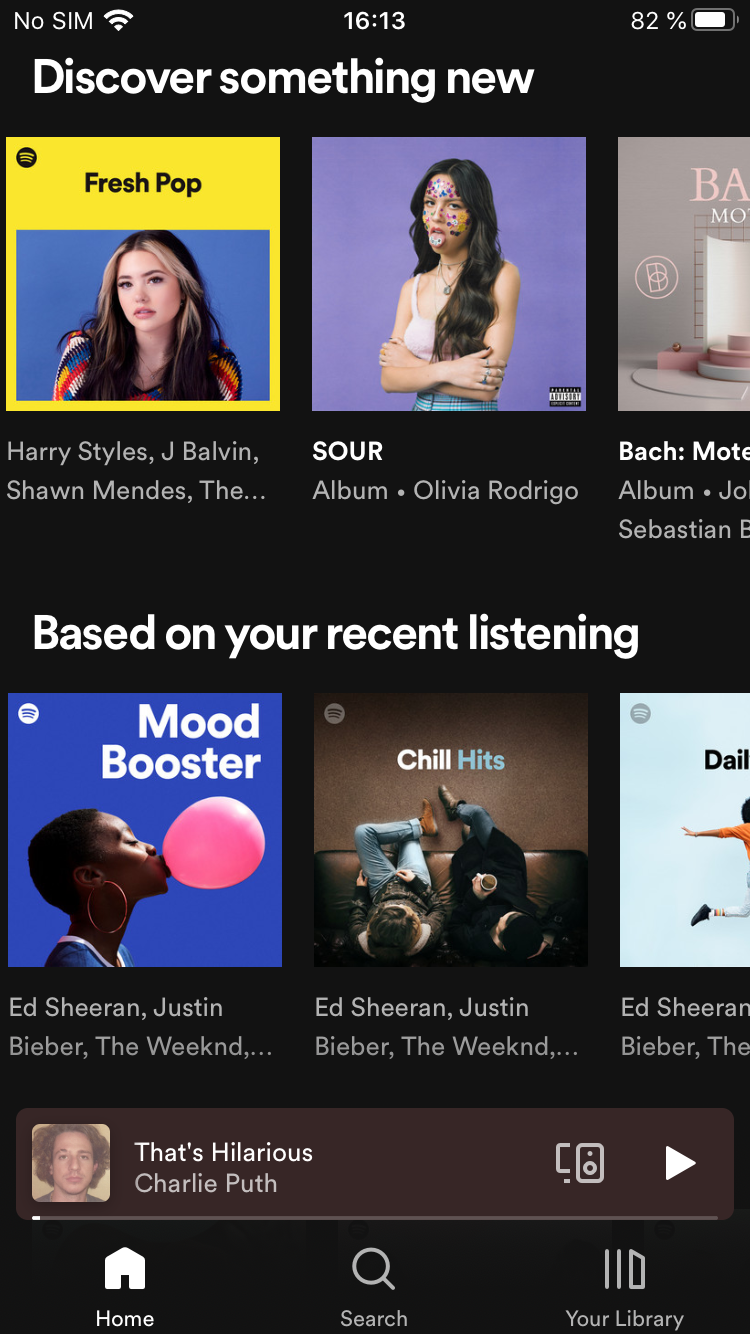 No SIM 16:13 82 %
Discover something new
Fresh Pop
BA
MO
PARENTAL
ADVISORY
EXPLICIT CONTENT
Harry Styles, J Balvin,
Shawn Mendes, The...
SOUR
Album • Olivia Rodrigo
Bach: Mote
Album • Jo
Sebastian B
Based on your recent listening
Mood
Booster
Chill Hits
Dail
Ed Sheeran, Justin
Bieber, The Weeknd,...
Ed Sheeran, Justin
Bieber, The Weeknd,...
Ed Sheeran
Bieber, The
That's Hilarious
Charlie Puth
Home Search Your Library